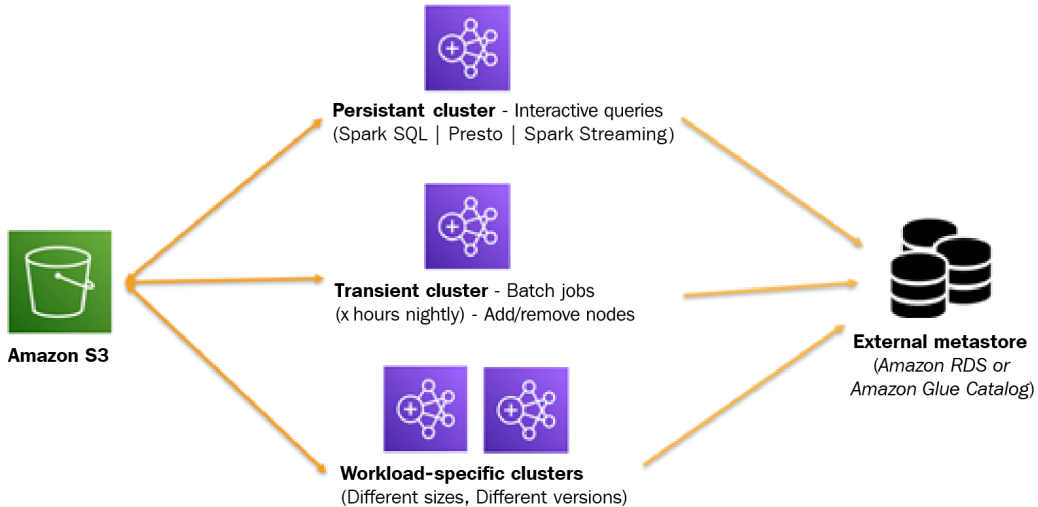 Persistant cluster - Interactive queries
(Spark SQL | Presto | Spark Streaming)
Transient cluster - Batch jobs
(x hours nightly) - Add/remove nodes
Amazon S3
External metastore
(Amazon RDS or
Amazon Glue Catalog)
Workload-specific clusters
(Different sizes, Different versions)